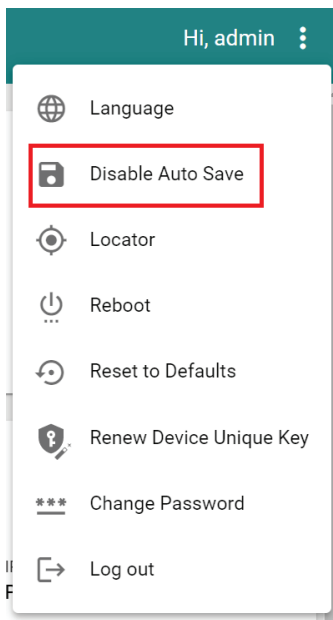 Hi, admin
Language
Disable Auto Save
Locator
Reboot
Reset to Defaults
Renew Device Unique Key
***
Change Password
Log out